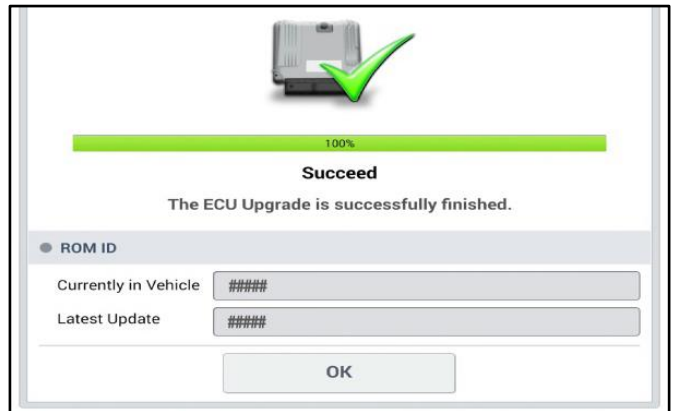 100%
Succeed
The ECU Upgrade is successfully finished.
ROM ID
Currently in Vehicle #####
Latest Update #####
OK